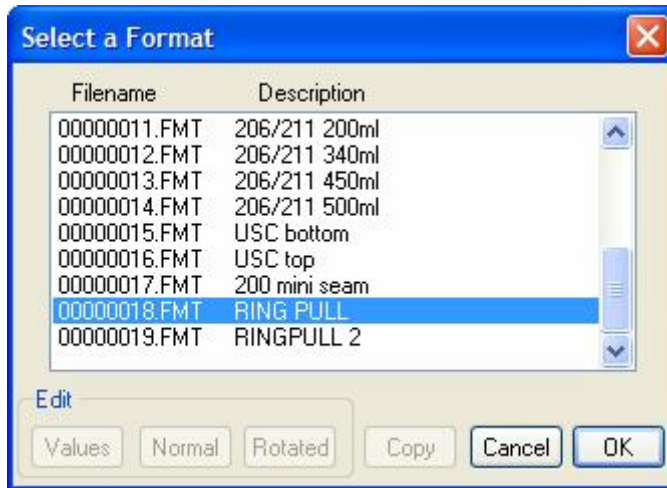 Select a Format
Filename Description
00000011.FMT 206/211 200ml
00000012.FMT 206/211 340ml
00000013.FMT 206/211 450ml
00000014.FMT 206/211 500ml
00000015.FMT USC bottom
00000016.FMT USC top
00000017.FMT 200 mini seam
00000018.FMT RING PULL
00000019.FMT RINGPULL 2
Edit
Values Normal Rotated Copy Cancel OK